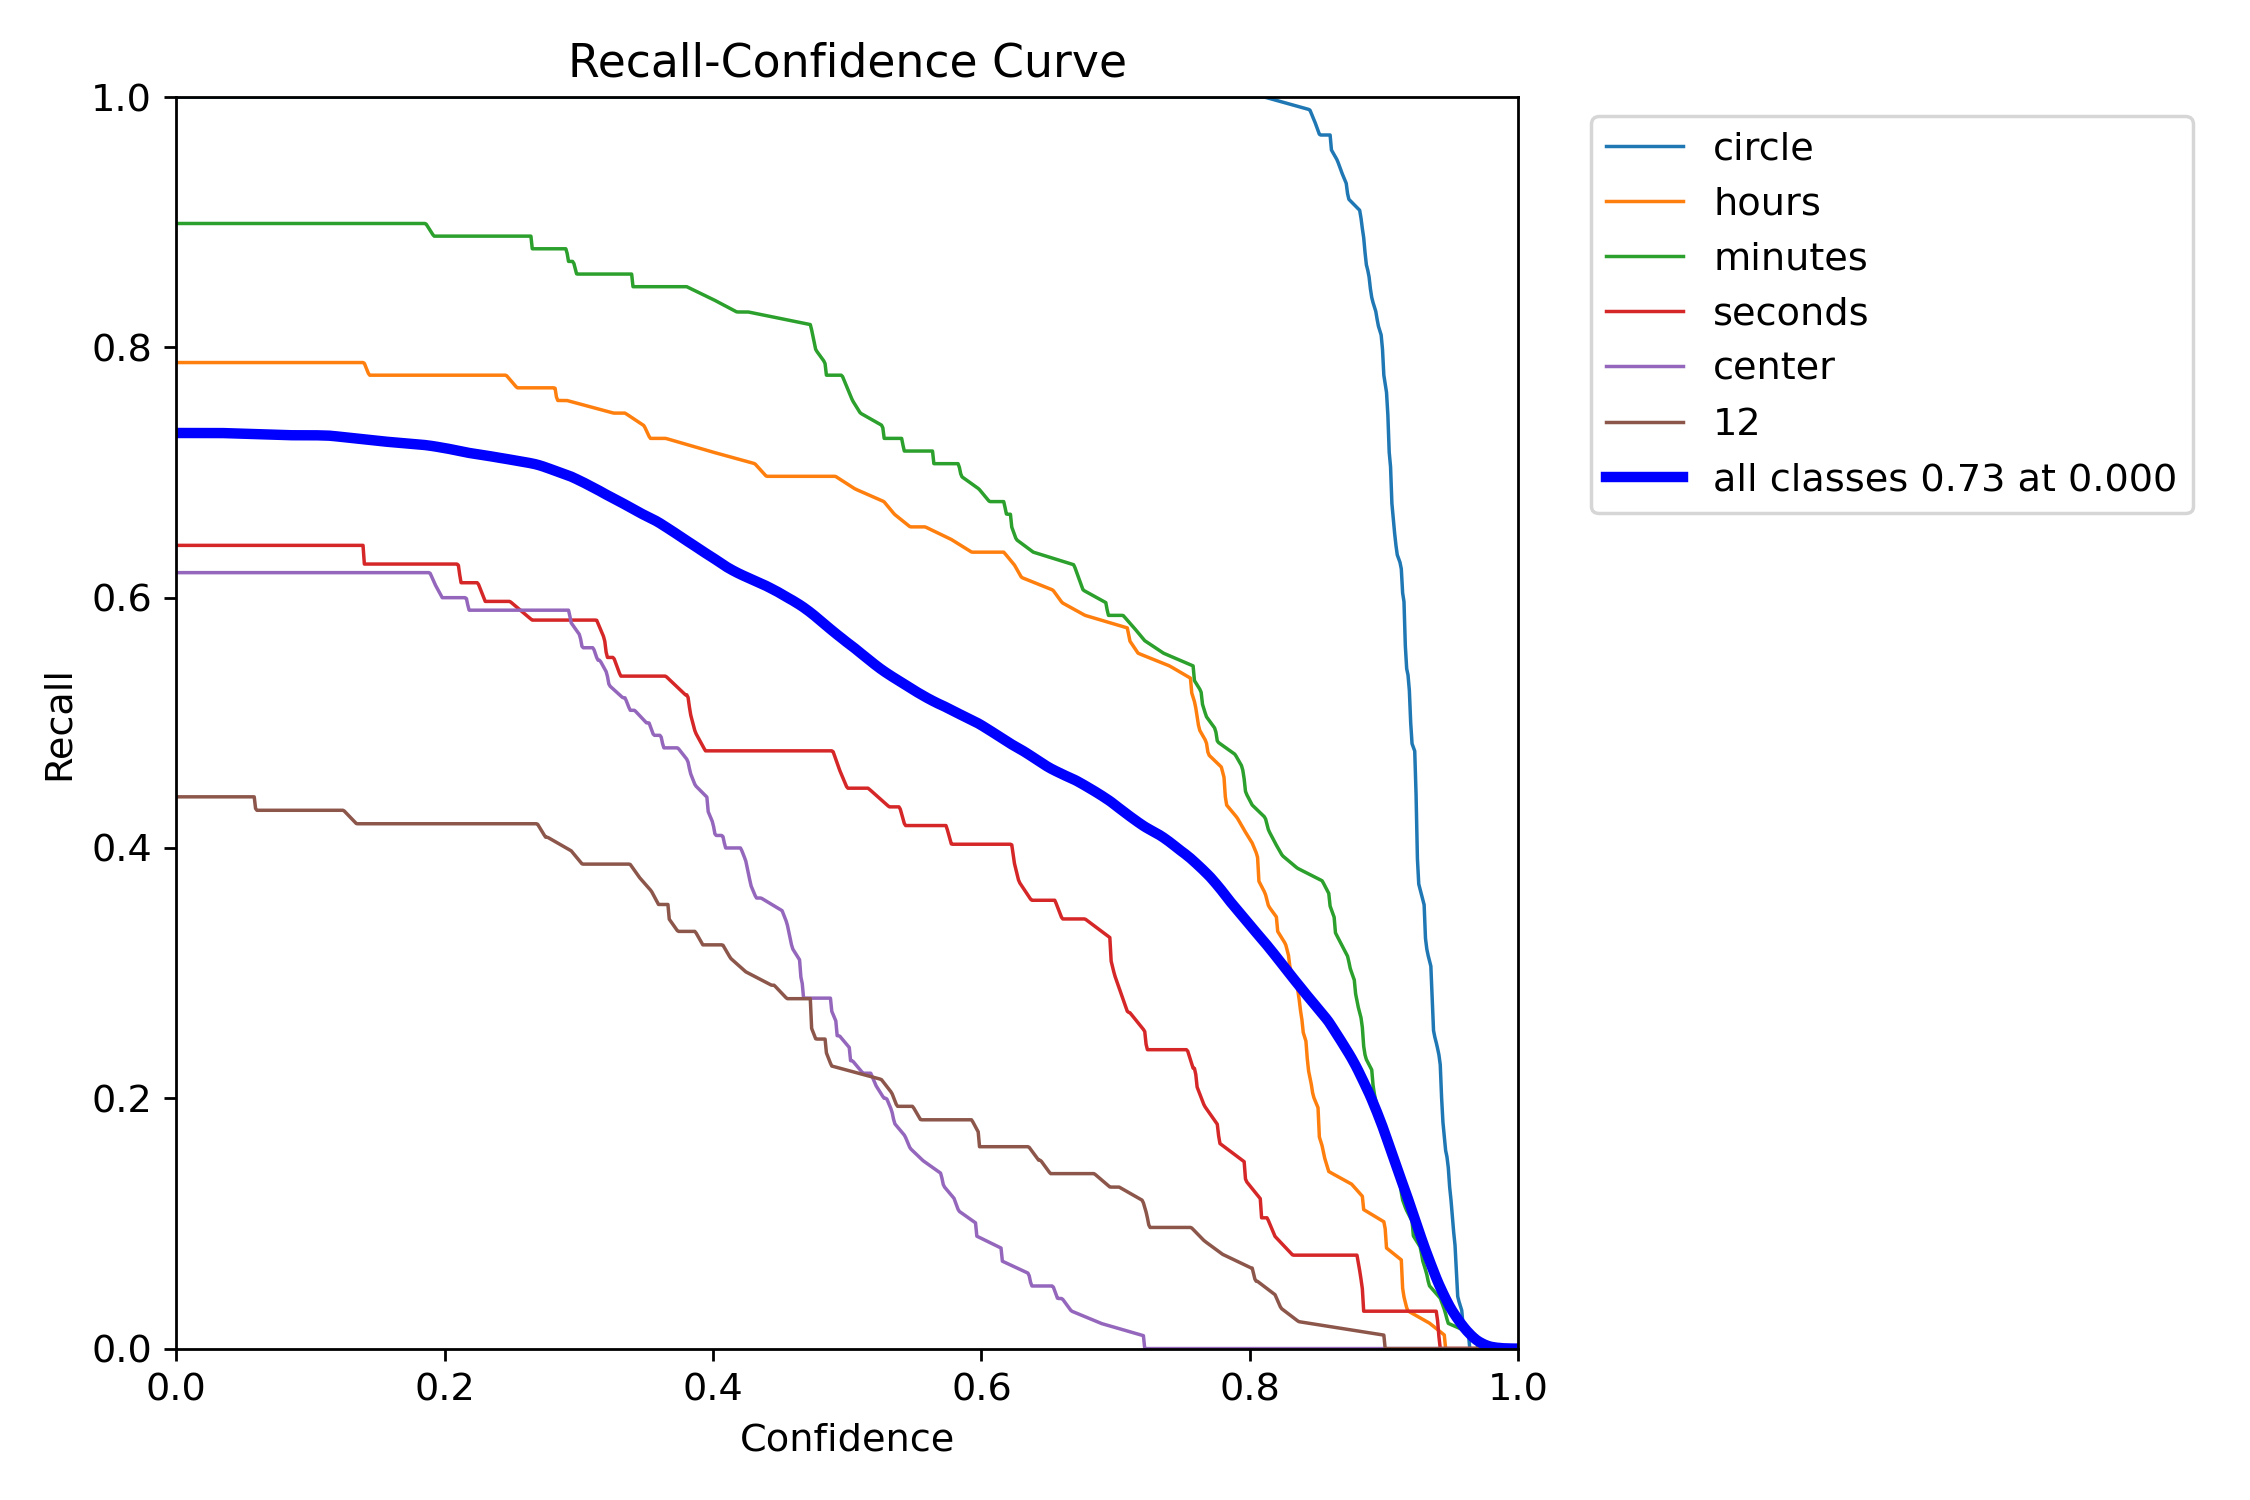 Recall-Confidence Curve
1.0
0.8
0.6
0.4
0.2
0.0
Recall
0.0 0.2 0.4 0.6 0.8 1.0
Confidence
circle
hours
minutes
seconds
center
12
all classes 0.73 at 0.000